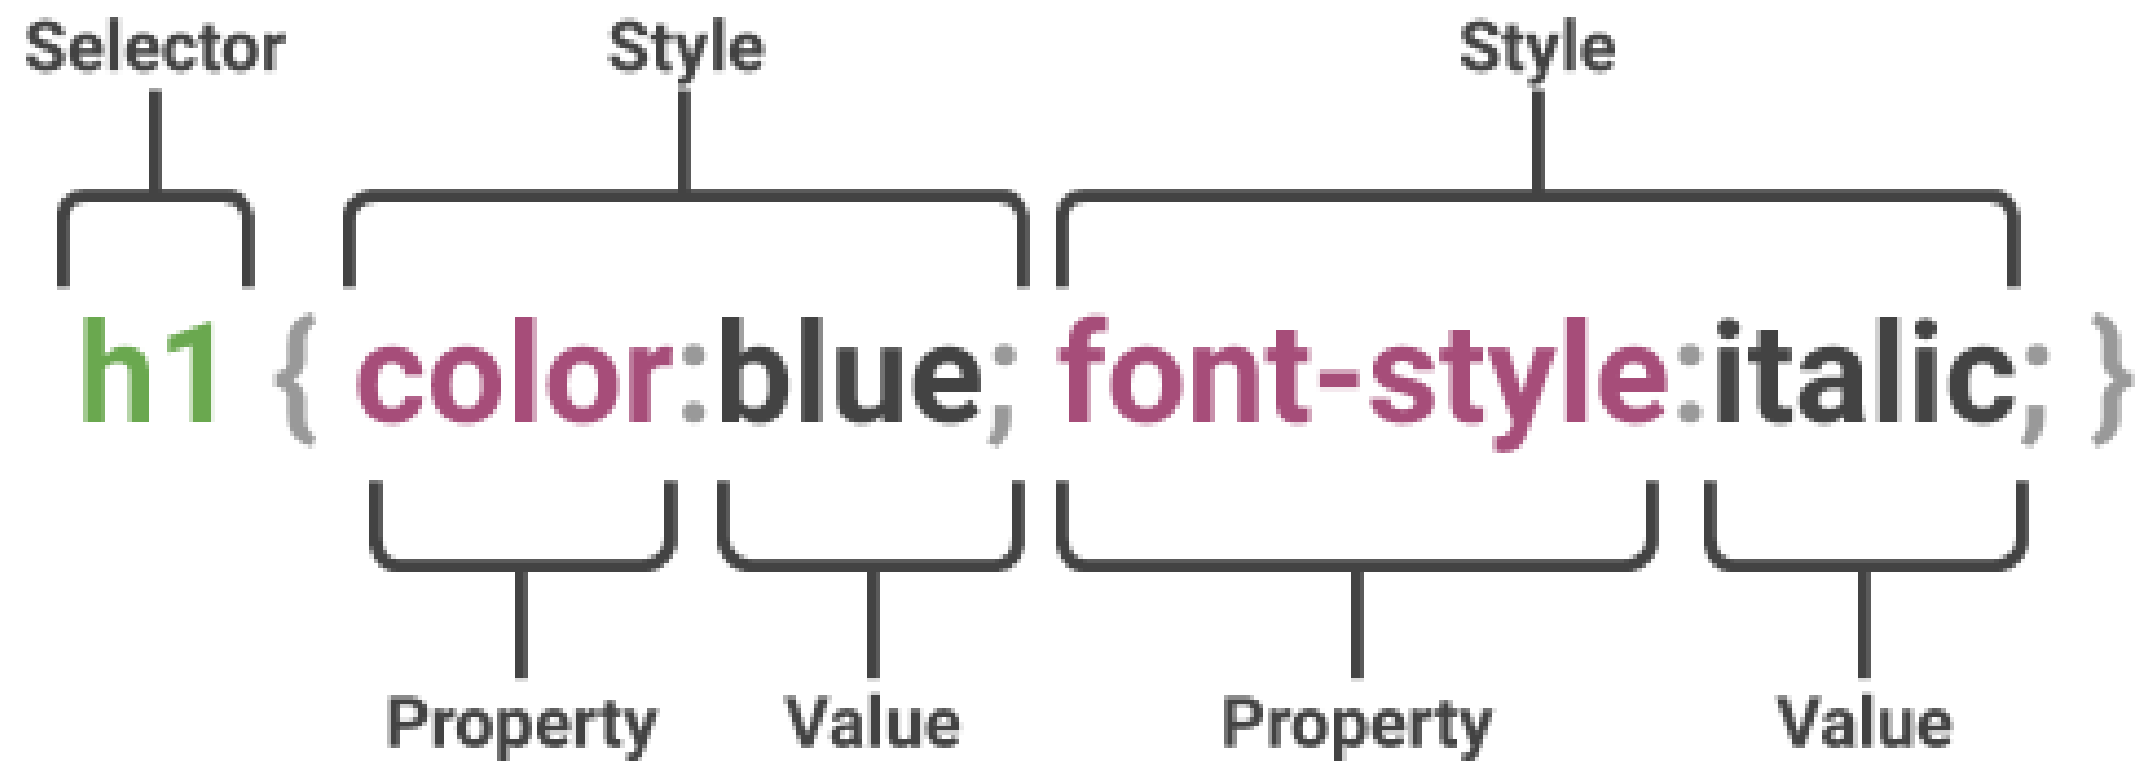 Selector Style Style
h1 { color:blue; font-style:italic; }
Property Value Property Value